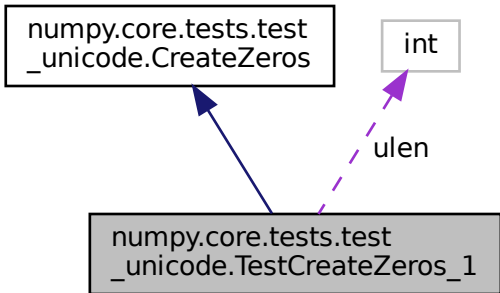 numpy.core.tests.test
_unicode.CreateZeros
int
ulen
numpy.core.tests.test
_unicode.TestCreateZeros_1